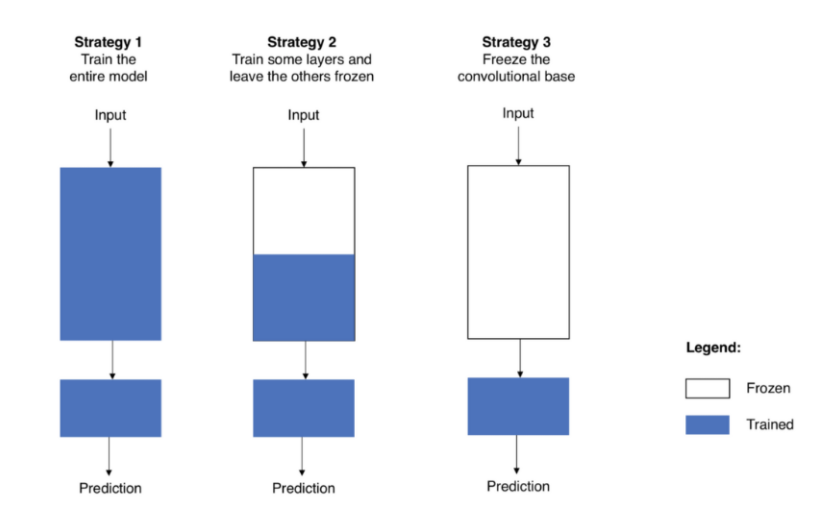 Strategy 1
Train the
entire model
Input
Prediction
Strategy 2
Train some layers and
leave the others frozen
Input
Prediction
Strategy 3
Freeze the
convolutional base
Input
Prediction
Legend:
Frozen
Trained